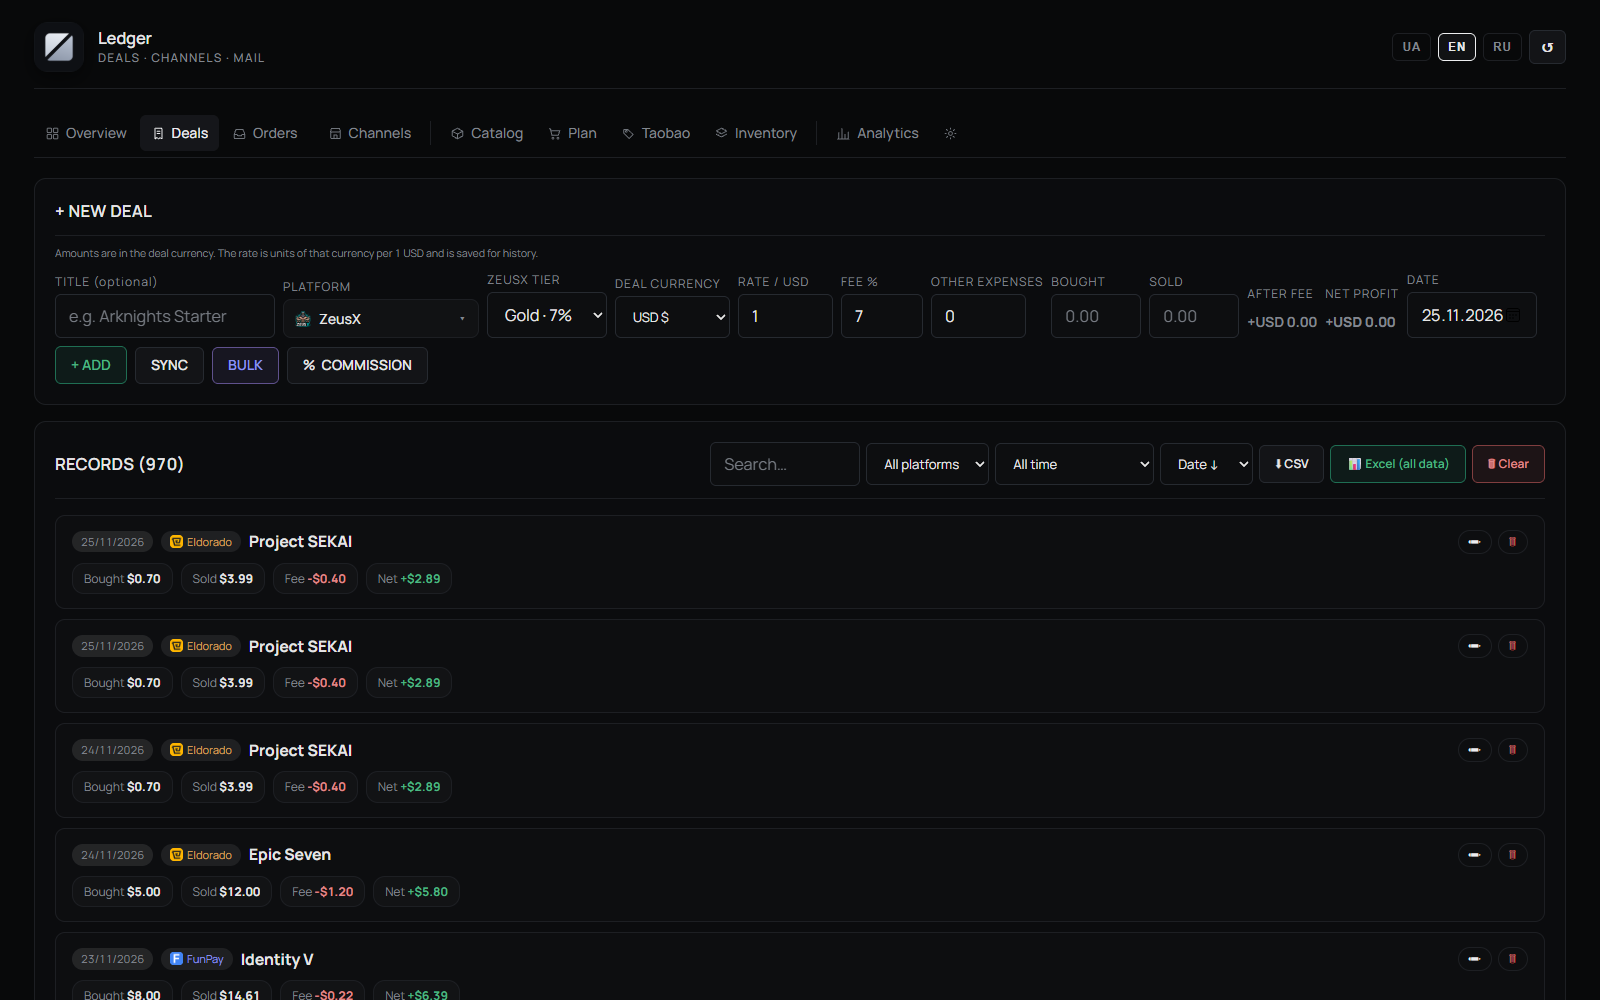 Ledger
DEALS · CHANNELS · MAIL
UA EN RU
Overview Deals Orders Channels Catalog Plan Taobao Inventory Analytics
+ NEW DEAL
Amounts are in the deal currency. The rate is units of that currency per 1 USD and is saved for history.
TITLE (optional) PLATFORM ZEUSX TIER DEAL CURRENCY RATE / USD FEE % OTHER EXPENSES BOUGHT SOLD AFTER FEE NET PROFIT DATE
e.g. Arknights Starter ZeusX Gold · 7% USD $ 1 7 0 0.00 0.00 +USD 0.00 +USD 0.00 25.11.2026
+ ADD SYNC BULK % COMMISSION
RECORDS (970) Search... All platforms All time Date ↓ ⬇CSV 📊 Excel (all data) Clear
25/11/2026 Eldorado Project SEKAI
Bought $0.70 Sold $3.99 Fee -$0.40 Net +$2.89
25/11/2026 Eldorado Project SEKAI
Bought $0.70 Sold $3.99 Fee -$0.40 Net +$2.89
24/11/2026 Eldorado Project SEKAI
Bought $0.70 Sold $3.99 Fee -$0.40 Net +$2.89
24/11/2026 Eldorado Epic Seven
Bought $5.00 Sold $12.00 Fee -$1.20 Net +$5.80
23/11/2026 F FunPay Identity V
Bought $8.00 Sold $14.61 Fee -$0.22 Net +$6.39